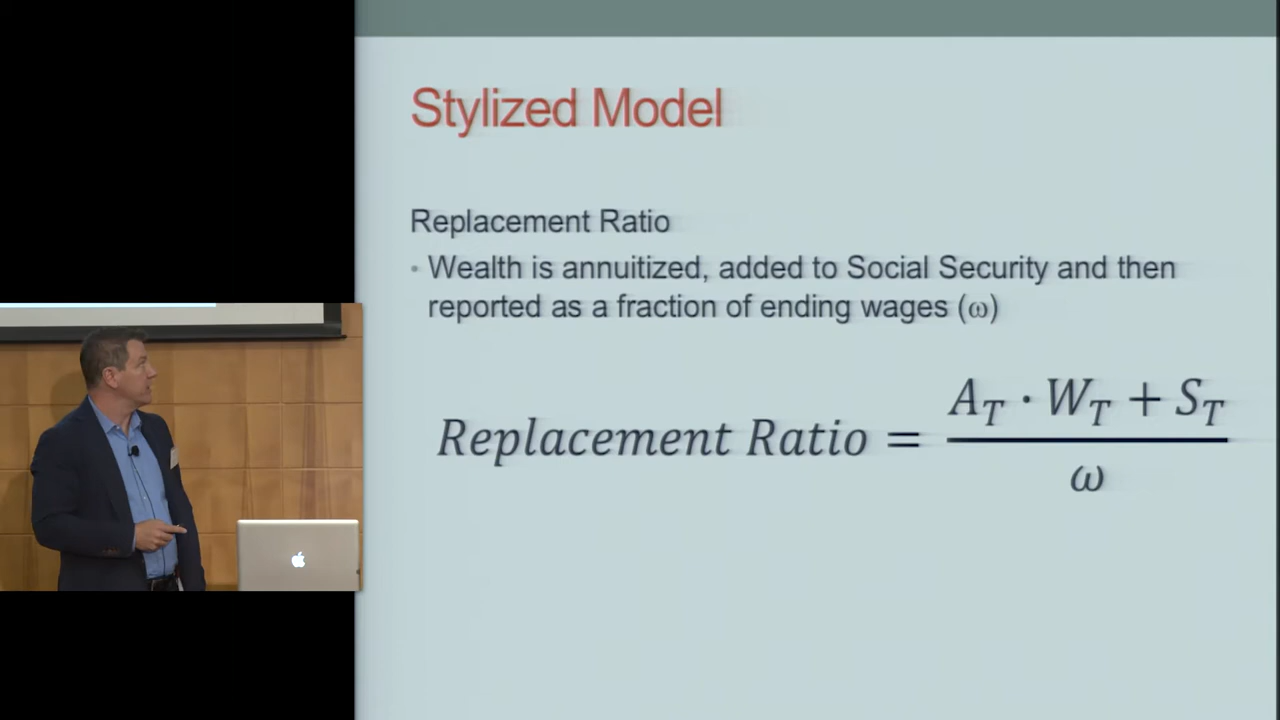 Stylized Model
Replacement Ratio
• Wealth is annuitized, added to Social Security and then
reported as a fraction of ending wages (ω)
Replacement Ratio = \frac{A_T · W_T + S_T}{ω}